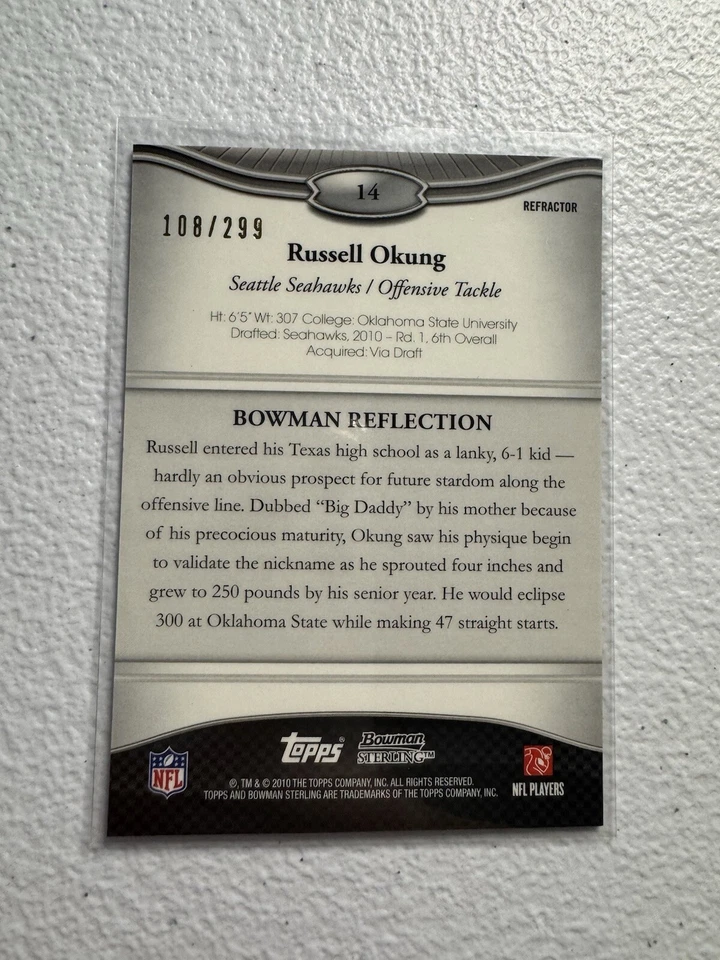 14
REFRACTOR
108/299
Russell Okung
Seattle Seahawks / Offensive Tackle
Ht: 6'5" Wt: 307 College: Oklahoma State University
Drafted: Seahawks, 2010 – Rd. 1, 6th Overall
Acquired: Via Draft
BOWMAN REFLECTION
Russell entered his Texas high school as a lanky, 6-1 kid —
hardly an obvious prospect for future stardom along the
offensive line. Dubbed “Big Daddy” by his mother because
of his precocious maturity, Okung saw his physique begin
to validate the nickname as he sprouted four inches and
grew to 250 pounds by his senior year. He would eclipse
300 at Oklahoma State while making 47 straight starts.
Topps® Bowman STERLING™
NFL
NFL PLAYERS
®, TM & © 2010 THE TOPPS COMPANY, INC. ALL RIGHTS RESERVED.
TOPPS AND BOWMAN STERLING ARE TRADEMARKS OF THE TOPPS COMPANY, INC.